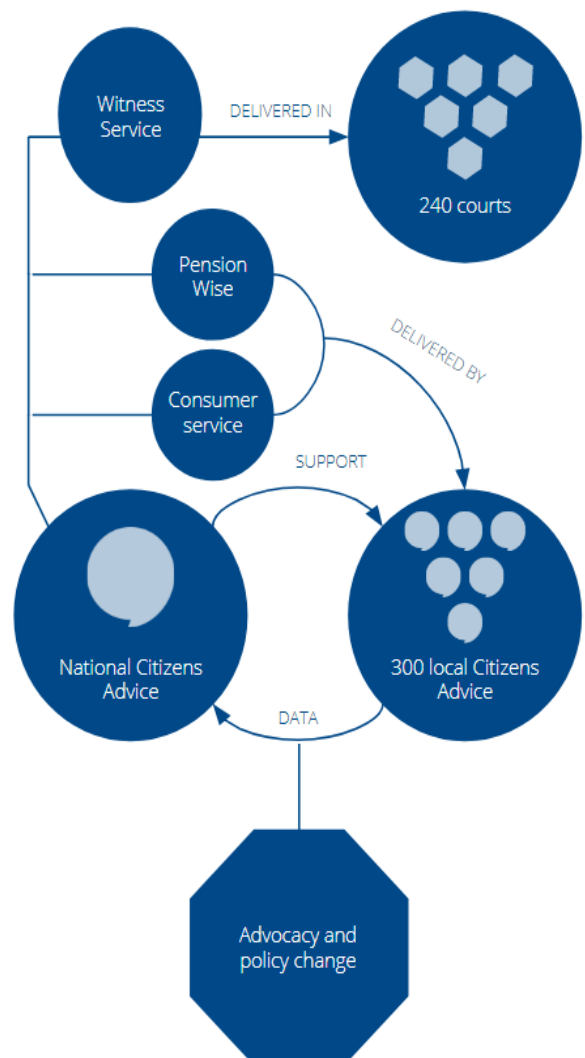 Witness
Service
DELIVERED IN
240 courts
Pension
Wise
DELIVERED BY
Consumer
service
SUPPORT
National Citizens
Advice
300 local Citizens
Advice
DATA
Advocacy and
policy change